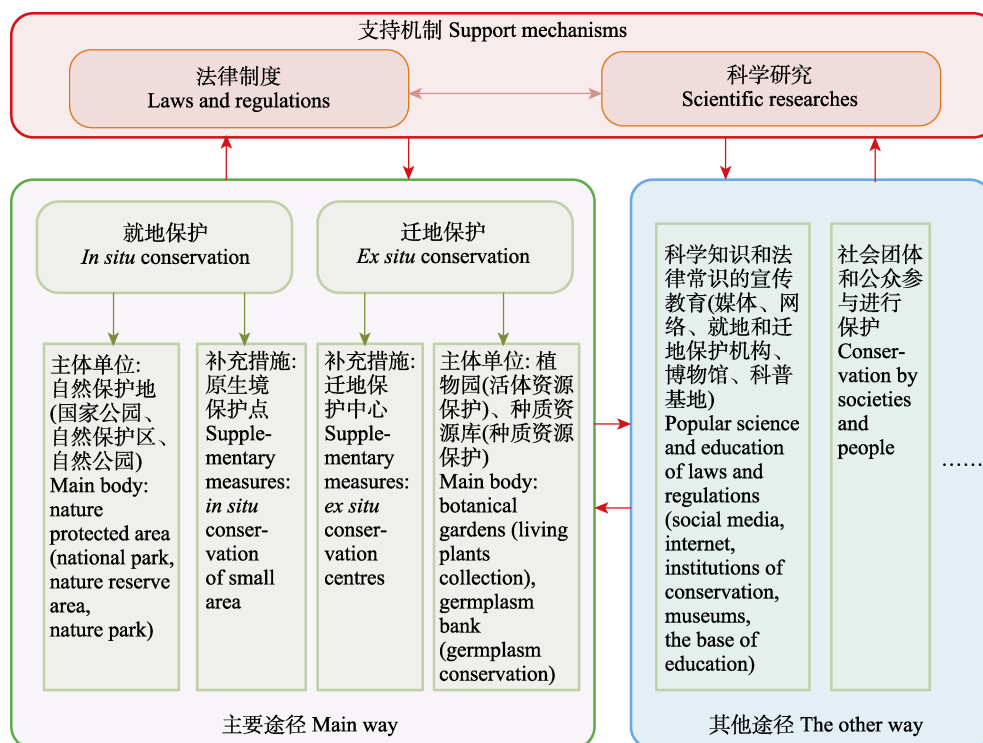 支持机制 Support mechanisms
法律制度
Laws and regulations
科学研究
Scientific researches
就地保护
In situ conservation
迁地保护
Ex situ conservation
主体单位:
自然保护地
(国家公园、
自然保护区、
自然公园)
Main body:
nature
protected area
(national park,
nature reserve
area,
nature park)
补充措施:
原生境
保护点
Supple-
mentary
measures:
in situ
conser-
vation
of small
area
补充措施:
迁地保
护中心
Supple-
mentary
measures:
ex situ
conser-
vation
centres
主体单位: 植
物园(活体资源
保护)、种质资
源库(种质资源
保护)
Main body:
botanical
gardens (living
plants
collection),
germplasm
bank
(germplasm
conservation)
主要途径 Main way
科学知识和法
律常识的宣传
教育(媒体、网
络、就地和迁
地保护机构、
博物馆、科普
基地)
Popular science
and education
of laws and
regulations
(social media,
internet,
institutions of
conservation,
museums,
the base of
education)
社会团体
和公众参
与进行
保护
Conser-
vation by
societies
and
people
……
其他途径 The other way